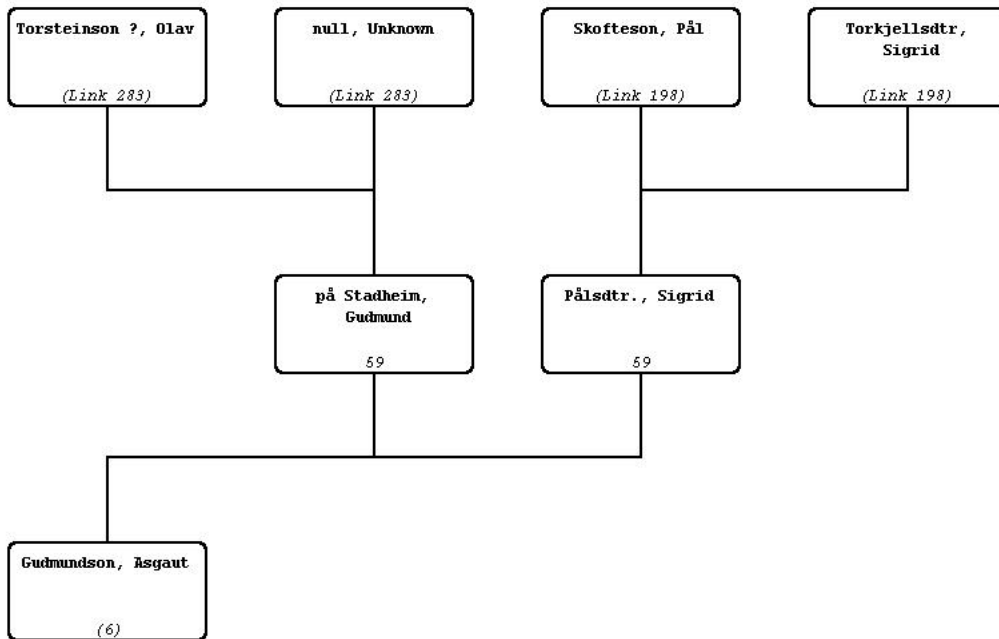 Torsteinson ?, Olav
(Link 283)
null, Unknown
(Link 283)
Skofteson, Pål
(Link 198)
Torkjellsdtr,
Sigrid
(Link 198)
på Stadheim,
Gudmund
59
Pålsdtr., Sigrid
59
Gudmundson, Asgaut
(6)